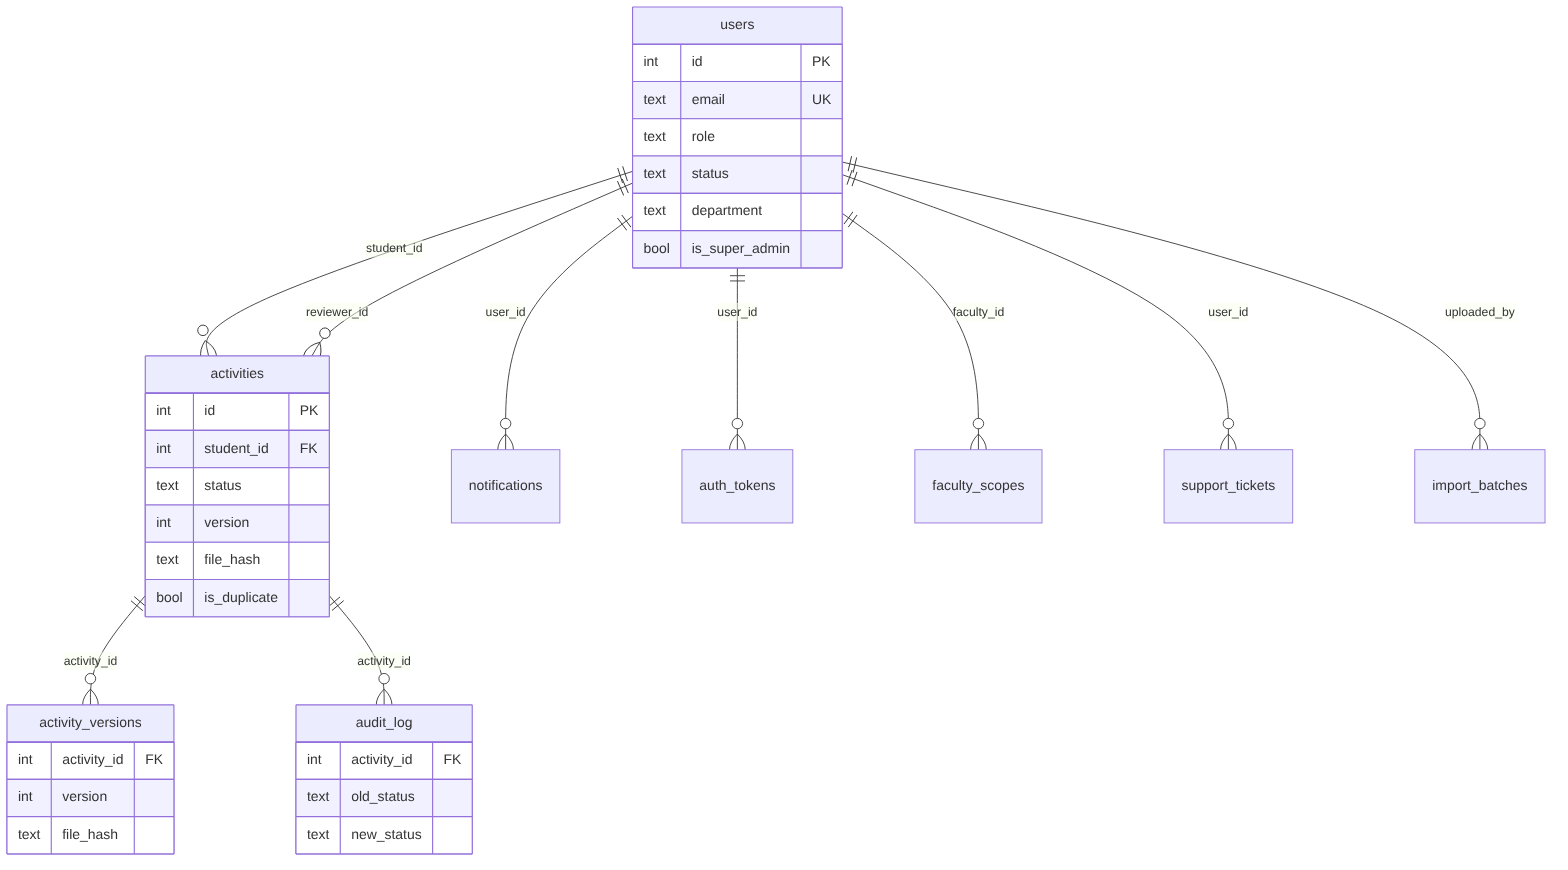 users
int id PK
text email UK
text role
text status
text department
bool is_super_admin
student_id
reviewer_id
user_id
user_id
faculty_id
user_id
uploaded_by
activities
int id PK
int student_id FK
text status
int version
text file_hash
bool is_duplicate
notifications
auth_tokens
faculty_scopes
support_tickets
import_batches
activity_id
activity_id
activity_versions
int activity_id FK
int version
text file_hash
audit_log
int activity_id FK
text old_status
text new_status